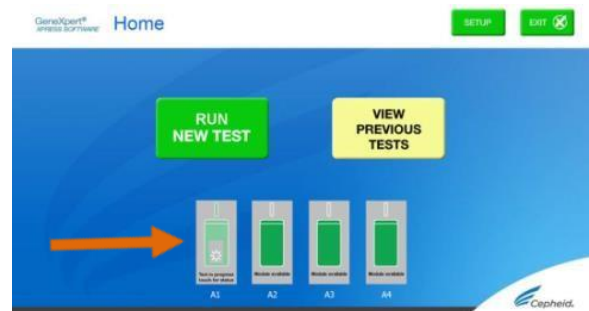 GeneXpert®
XPRESS SOFTWARE
Home
SETUP
EXIT
RUN
NEW TEST
VIEW
PREVIOUS
TESTS
Test in progress
touch for status
Module available
Module available
Module available
A1
A2
A3
A4
Cepheid.